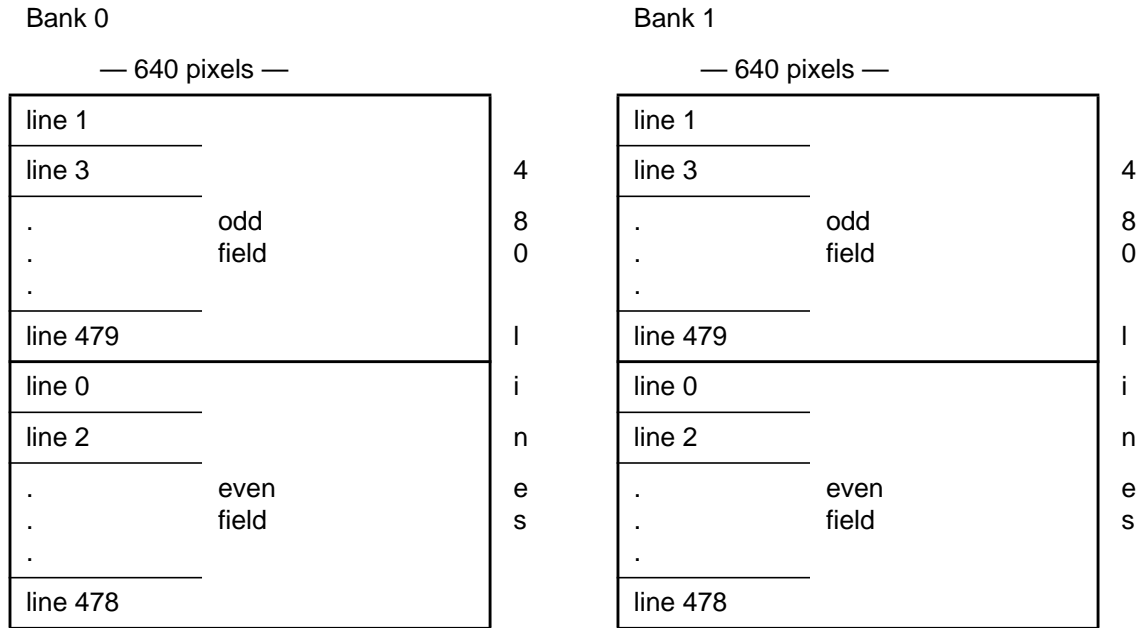 Bank 0
— 640 pixels —
line 1
line 3
.
.
.
odd
field
line 479
line 0
line 2
.
.
.
even
field
line 478
4
8
0
l
i
n
e
s
Bank 1
— 640 pixels —
line 1
line 3
.
.
.
odd
field
line 479
line 0
line 2
.
.
.
even
field
line 478
4
8
0
l
i
n
e
s